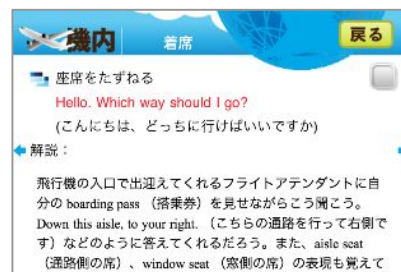 機内 着席 戻る
座席をたずねる
Hello. Which way should I go?
(こんにちは、どっちに行けばいいですか)
解説：
飛行機の入口で出迎えてくれるフライトアテンダントに自
分の boarding pass （搭乗券）を見せながらこう聞こう。
Down this aisle, to your right. （こちらの通路を行って右側で
す）などのように答えてくれるだろう。また、aisle seat
（通路側の席）、window seat （窓側の席）の表現も覚えて